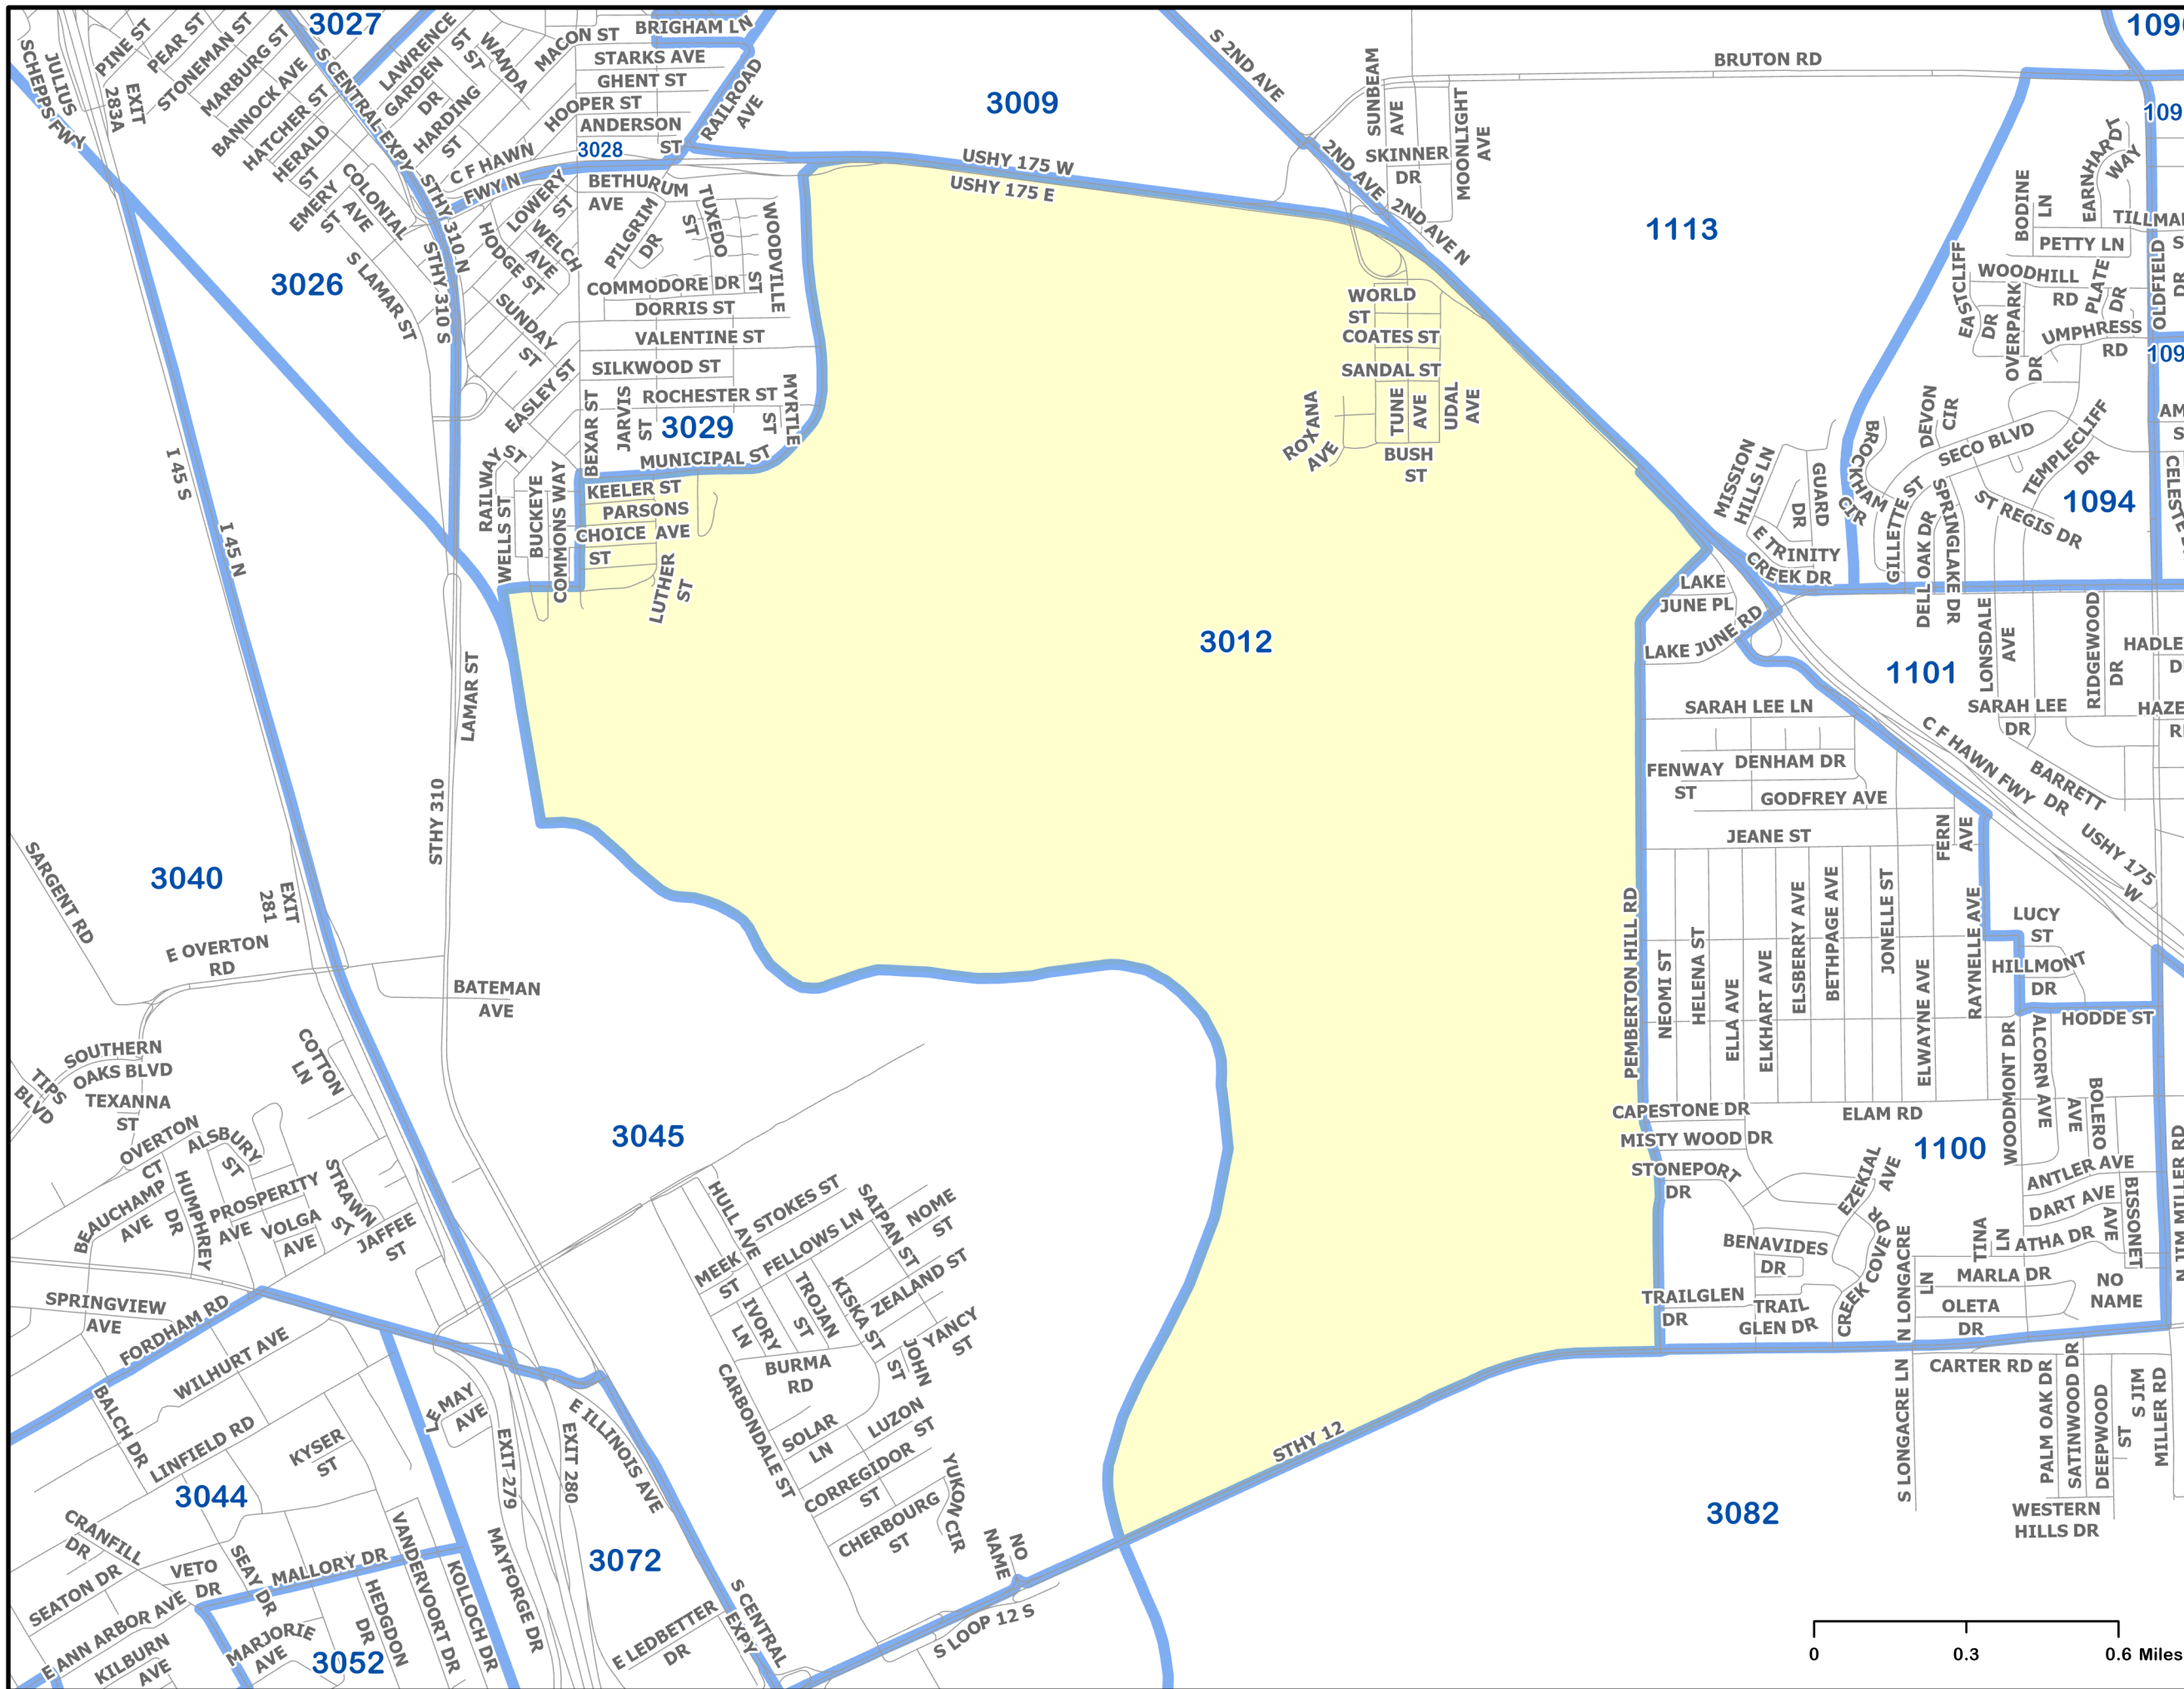 PINE ST
PEAR ST
STONEMAN ST
MARBURG ST
BANNOCK AVE
HATCHER ST
HERALD
ST
EMERY
ST
COLONIAL
AVE
S LAMAR ST
JULIUS
SCHEPPS FWY
EXIT
283A
3027
S CENTRAL EXPY
LAWRENCE
ST
GARDEN
DR
HARDING
ST
WANDA
ST
MACON ST
BRIGHAM LN
STARKS AVE
GHENT ST
HOOPER ST
ANDERSON
ST
3028
RAILROAD
AVE
C F HAWN
FWY N
STHY 310 N
STHY 310 S
3026
BETHURUM
AVE
LOWERY
ST
WELCH
AVE
HODGE ST
SUNDAY
ST
PILGRIM
DR
TUXEDO
ST
WOODVILLE
ST
COMMODORE DR
DORRIS ST
VALENTINE ST
SILKWOOD ST
ROCHESTER ST
EASLEY ST
BEXAR ST
JARVIS
ST
3029
MYRTLE
ST
MUNICIPAL ST
RAILWAY
ST
WELLS ST
BUCKEYE
COMMONS WAY
KEELER ST
PARSONS
CHOICE AVE
ST
LUTHER
ST
3009
USHY 175 W
USHY 175 E
S 2ND AVE
2ND AVE
2ND AVE N
SUNBEAM
AVE
SKINNER
DR
MOONLIGHT
AVE
BRUTON RD
1113
WORLD
ST
COATES ST
SANDAL ST
TUNE
AVE
UDAL
AVE
ROXANA
AVE
BUSH
ST
3012
109
109
EARNHARDT
WAY
BODINE
LN
TILLMA
S
PETTY LN
WOODHILL
RD
PLATE
DR
OLDFIELD
DR
EASTCLIFF
DR
OVERPARK
DR
UMPHRESS
RD
109
BROCKHAM
CIR
DEVON
CIR
SECO BLVD
TEMPLECLIFF
DR
AM
S
CELESTE
1094
ST REGIS DR
MISSION
HILLS LN
GUARD
DR
E TRINITY
CREEK DR
GILLETTE ST
DELL OAK DR
SPRINGLAKE DR
LAKE
JUNE PL
LAKE JUNE RD
1101
LONSDALE
AVE
RIDGEWOOD
DR
HADLE
D
SARAH LEE LN
SARAH LEE
DR
HAZE
R
FENWAY
ST
DENHAM DR
GODFREY AVE
JEANE ST
FERN
AVE
C F HAWN FWY
BARRETT
DR
USHY 175
W
I 45 S
I 45 N
LAMAR ST
STHY 310
3040
SARGENT RD
EXIT
281
E OVERTON
RD
BATEMAN
AVE
PEMBERTON HILL RD
NEOMI ST
HELENA ST
ELLA AVE
ELKHART AVE
ELSBERRY AVE
BETHPAGE AVE
JONELLE ST
ELWAYNE AVE
RAYNELLE AVE
LUCY
ST
HILLMONT
DR
HODDE ST
WOODMONT DR
ALCORN AVE
BOLERO
AVE
SOUTHERN
OAKS BLVD
TIPS
BLVD
TEXANNA
ST
COTTON
LN
OVERTON
CT
ALSBURY
ST
BEAUCHAMP
AVE
HUMPHREY
DR
PROSPERITY
AVE
VOLGA
AVE
STRAWN
ST
JAFFEE
ST
3045
CAPESTONE DR
MISTY WOOD DR
STONEPORT
DR
ELAM RD
1100
EZEKIAL
AVE
ANTLER AVE
DART AVE
LATHA DR
BISSONET
AVE
N JIM MILLER RD
BENAVIDES
DR
CREEK COVE DR
N LONGACRE
LN
TINA
LN
MARLA DR
NO
NAME
OLETA
DR
TRAILGLEN
DR
TRAIL
GLEN DR
HULL AVE
STOKES ST
FELLOWS LN
SAIPAN ST
NOME
ST
MEEK
ST
IVORY
LN
TROJAN
ST
KISKA ST
ZEALAND ST
YANCY
ST
JOHN
ST
BURMA
RD
CARBONDALE ST
SOLAR
LN
LUZON
ST
CORREGIDOR
ST
CHERBOURG
ST
YUKON CIR
NO
NAME
SPRINGVIEW
AVE
FORDHAM RD
WILHURT AVE
BALCH DR
LINFIELD RD
KYSER
ST
LE MAY
AVE
EXIT 279
EXIT 280
E ILLINOIS AVE
STHY 12
3082
CARTER RD
S LONGACRE LN
PALM OAK DR
SATINWOOD DR
DEEPWOOD
ST
S JIM
MILLER RD
WESTERN
HILLS DR
3044
CRANFILL
DR
SEATON DR
VETO
DR
SEAY DR
MALLORY DR
E ANN ARBOR AVE
KILBURN
AVE
MARJORIE
AVE
3052
HEDGDON
DR
VANDERVOORT DR
KOLLOCH DR
MAYFORGE DR
3072
E LEDBETTER
DR
S CENTRAL
EXPY
S LOOP 12 S
0 0.3 0.6 Miles